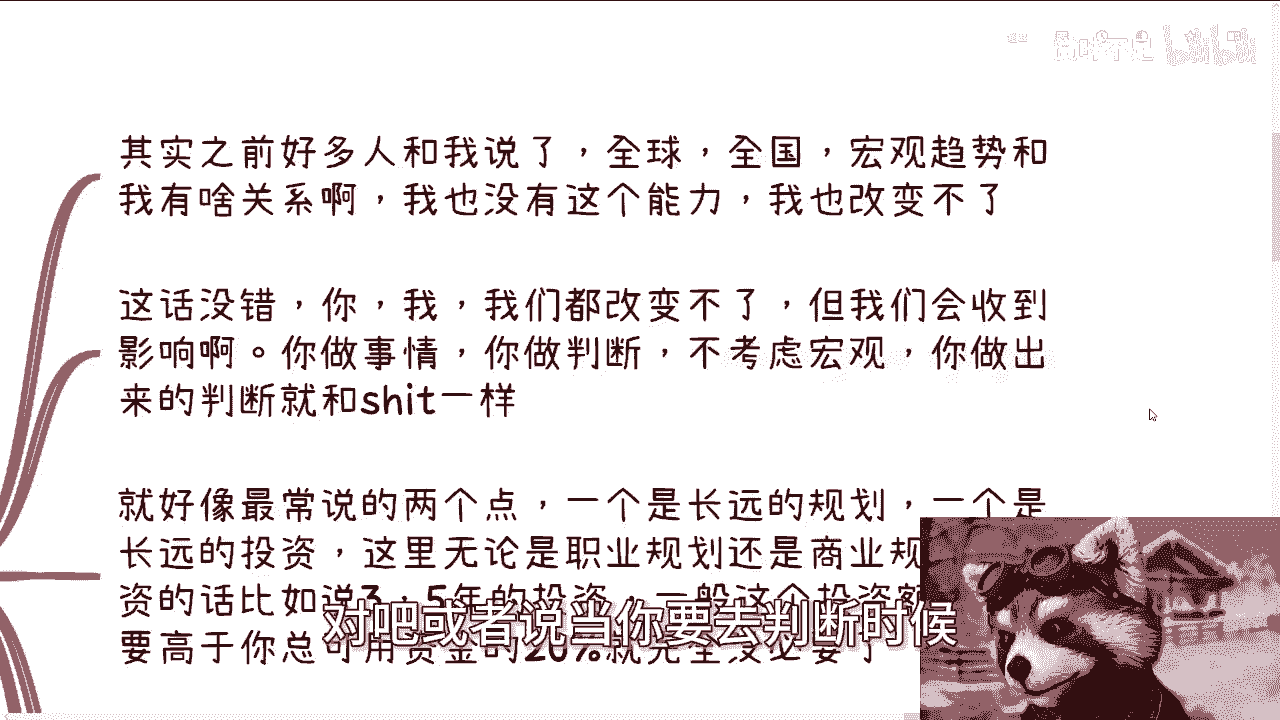 其实之前好多人和我说了，全球，全国，宏观趋势和
我有啥关系啊，我也没有这个能力，我也改变不了
这话没错，你，我，我们都改变不了，但我们会收到
影响啊。你做事情，你做判断，不考虑宏观，你做出
来的判断就和shit一样
就好像最常说的两个点，一个是长远的规划，一个是
长远的投资，这里无论是职业规划还是商业规
资的话比如说3，5年的投资，一般这个投资额
要高于你总可用资金的20%就完全没必要了
对吧或者说当你要去判断时候
bilibili